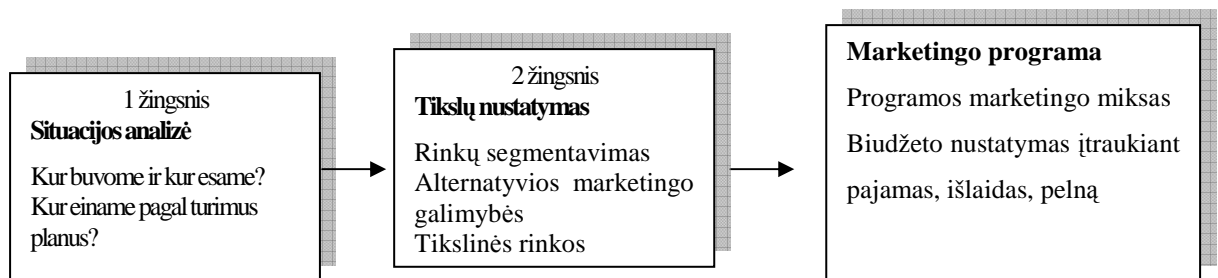 1 žingsnis
Situacijos analizė
Kur buvome ir kur esame?
Kur einame pagal turimus
planus?
2 žingsnis
Tikslų nustatymas
Rinkų segmentavimas
Alternatyvios marketingo
galimybės
Tikslinės rinkos
Marketingo programa
Programos marketingo miksas
Biudžeto nustatymas įtraukiant
pajamas, išlaidas, pelną